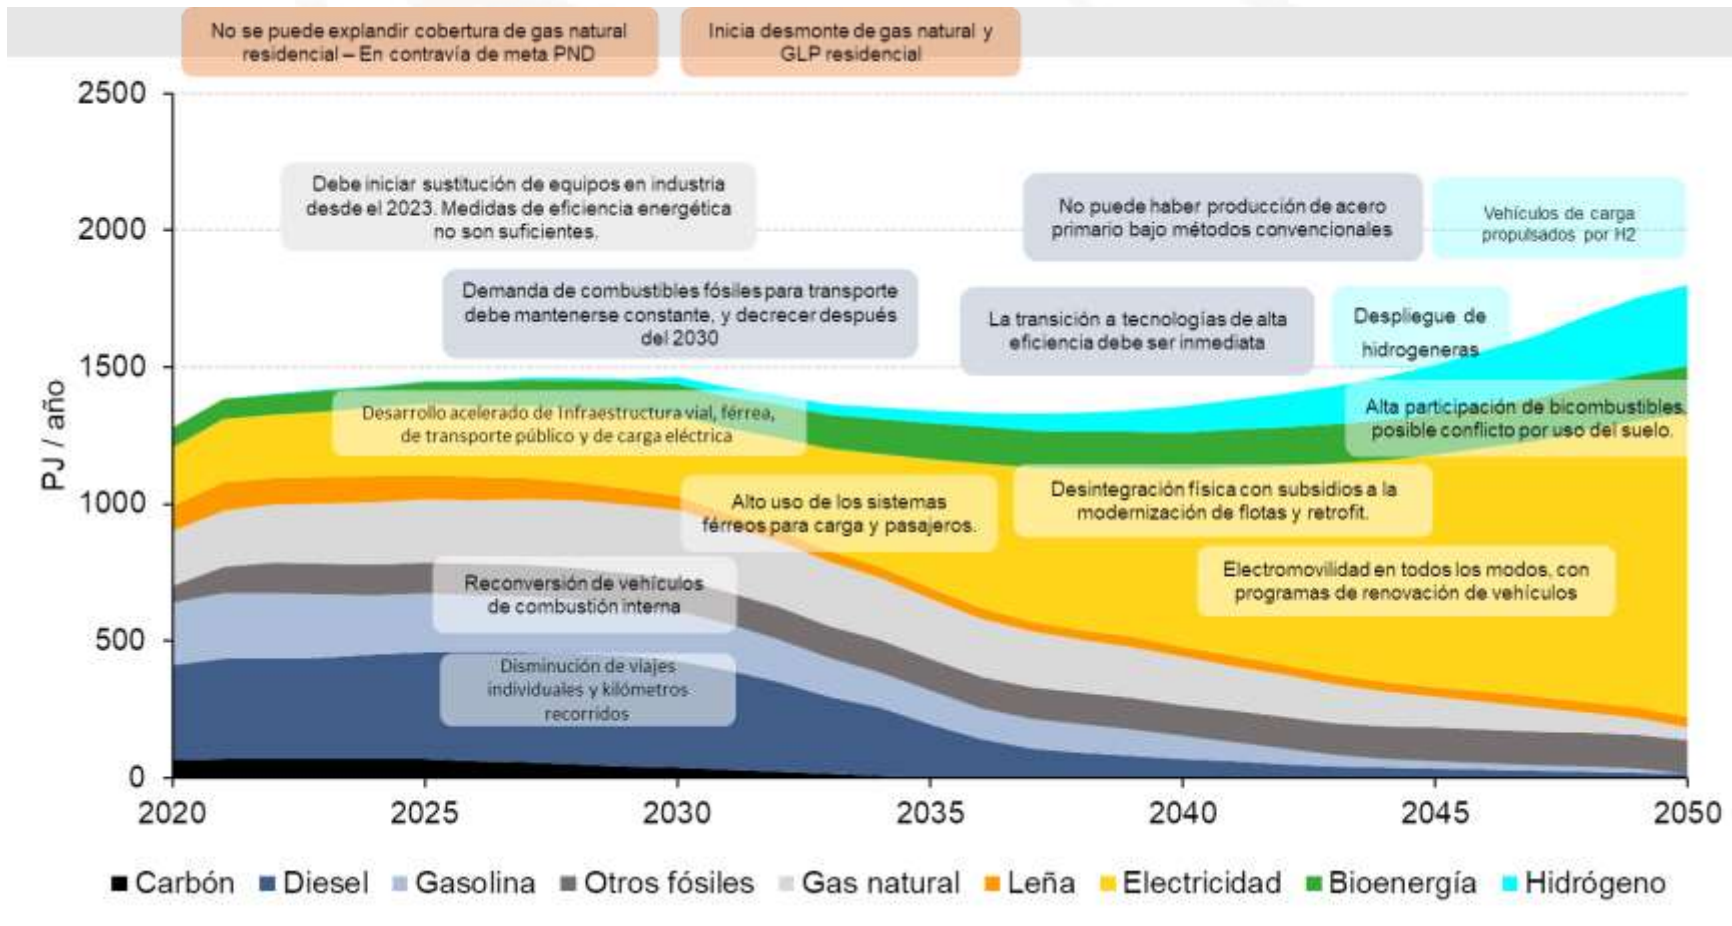 No se puede explandir cobertura de gas natural
residencial – En contravía de meta PND
Inicia desmonte de gas natural y
GLP residencial
2500
2000
1500
1000
500
0
PJ / año
Debe iniciar sustitución de equipos en industria
desde el 2023. Medidas de eficiencia energética
no son suficientes.
No puede haber producción de acero
primario bajo métodos convencionales
Vehículos de carga
propulsados por H2
Demanda de combustibles fósiles para transporte
debe mantenerse constante, y decrecer después
del 2030
La transición a tecnologías de alta
eficiencia debe ser inmediata
Despliegue de
hidrogeneras
Desarrollo acelerado de Infraestructura vial, férrea,
de transporte público y de carga eléctrica
Alta participación de bicombustibles,
posible conflicto por uso del suelo.
Alto uso de los sistemas
férreos para carga y pasajeros.
Desintegración física con subsidios a la
modernización de flotas y retrofit.
Reconversión de vehículos
de combustión interna
Electromovilidad en todos los modos, con
programas de renovación de vehículos
Disminución de viajes
individuales y kilómetros
recorridos
2020 2025 2030 2035 2040 2045 2050
Carbón Diesel Gasolina Otros fósiles Gas natural Leña Electricidad Bioenergía Hidrógeno